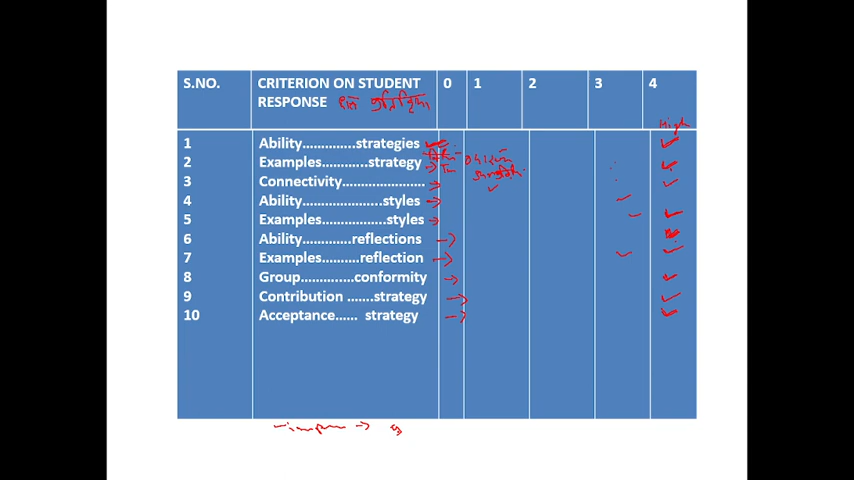 S.NO. CRITERION ON STUDENT RESPONSE 0 1 2 3 4
High
1 Ability.............strategies
2 Examples............strategy
3 Connectivity......................
4 Ability.......................styles
5 Examples..................styles
6 Ability.............reflections
7 Examples..........reflection
8 Group...............conformity
9 Contribution .......strategy
10 Acceptance...... strategy